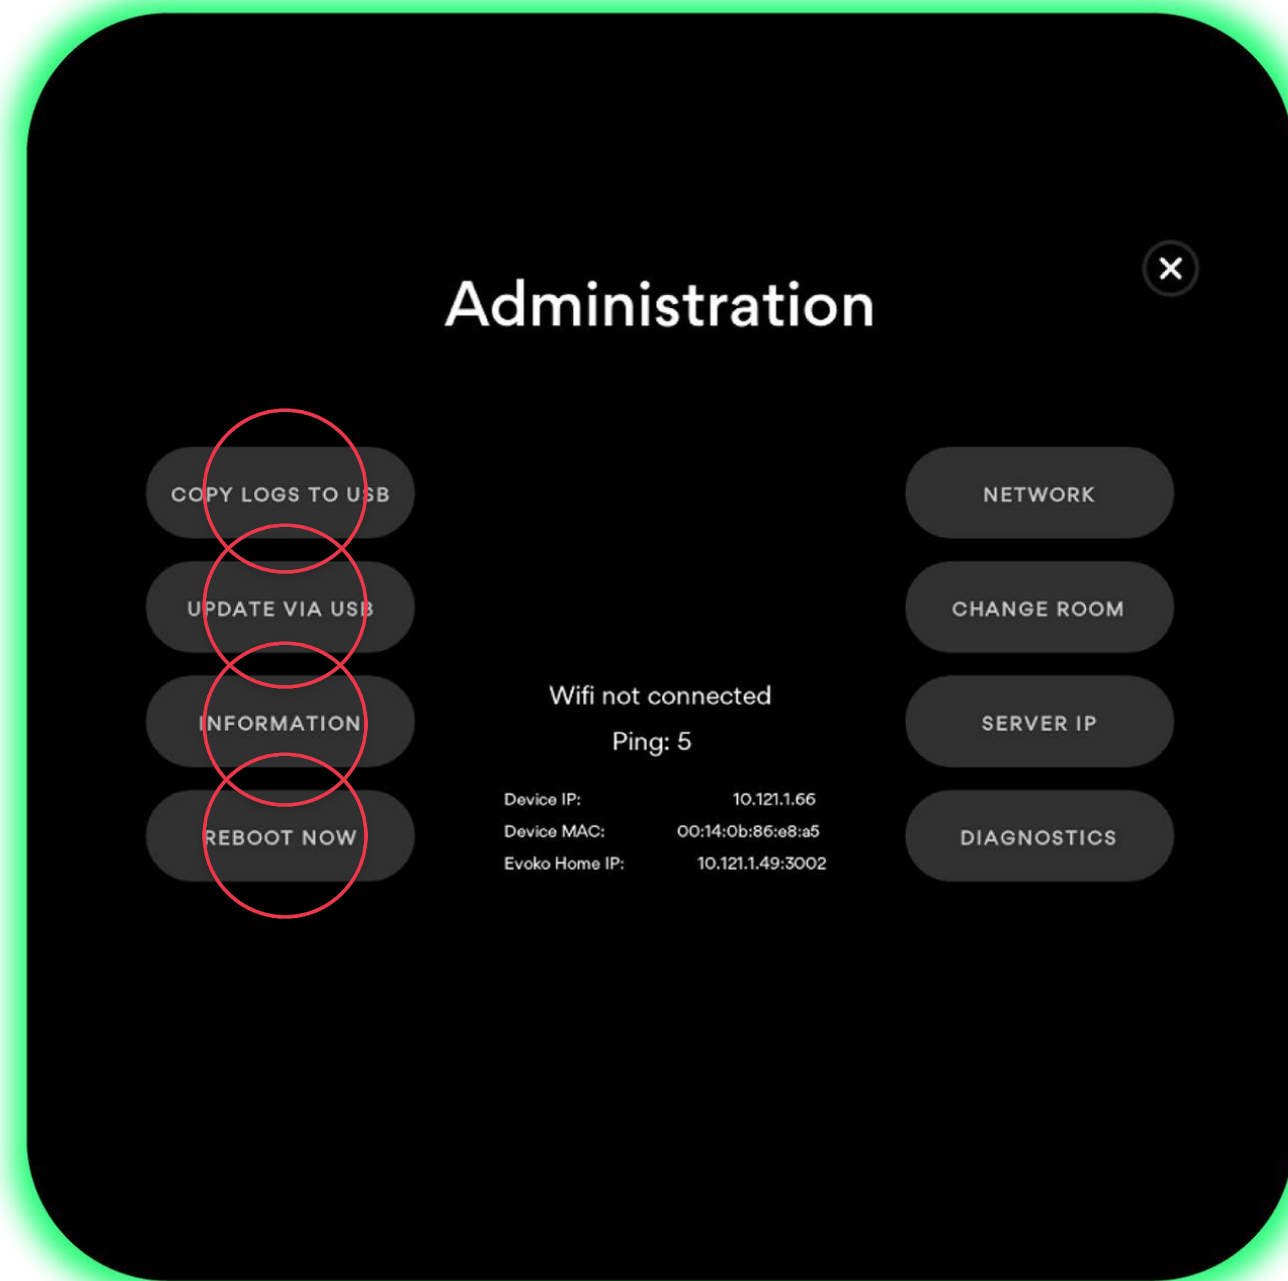 Administration
COPY LOGS TO USB
UPDATE VIA USB
INFORMATION
REBOOT NOW
Wifi not connected
Ping: 5
Device IP: 10.121.1.66
Device MAC: 00:14:0b:86:e8:a5
Evoko Home IP: 10.121.1.49:3002
NETWORK
CHANGE ROOM
SERVER IP
DIAGNOSTICS